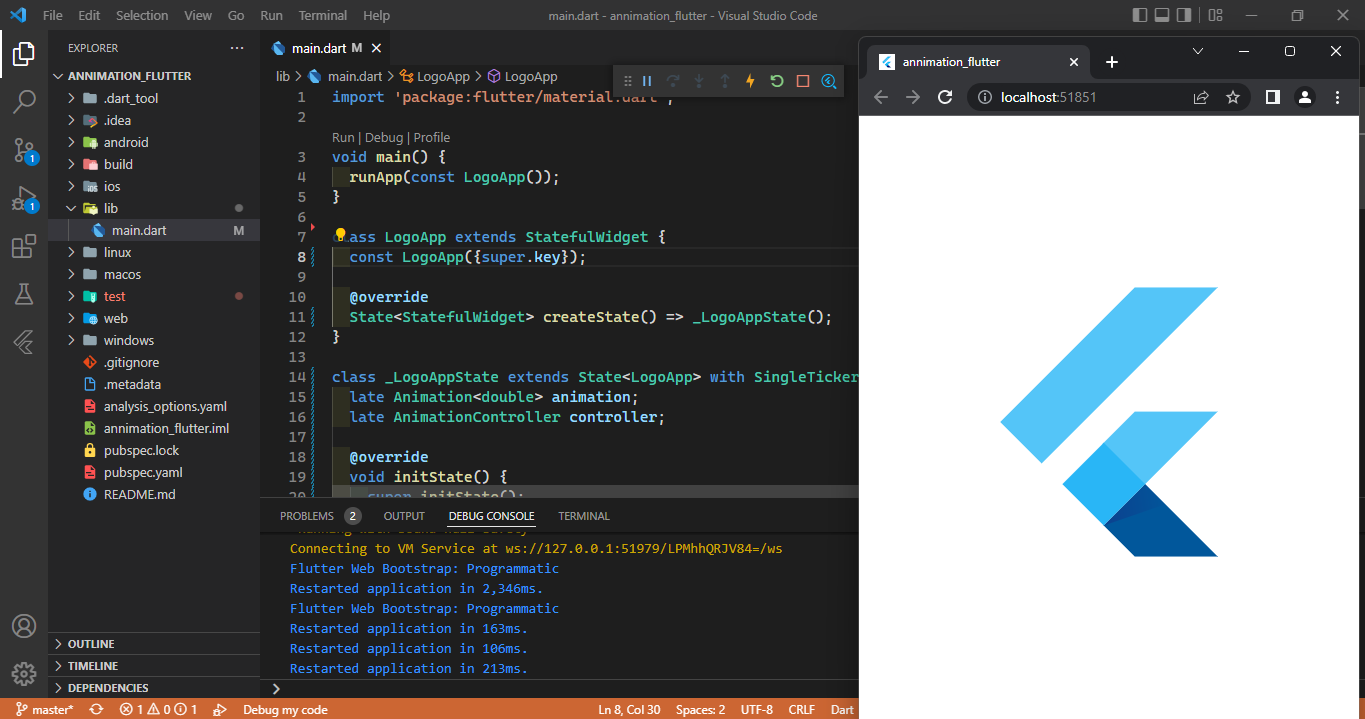 File Edit Selection View Go Run Terminal Help
main.dart - annimation_flutter - Visual Studio Code
EXPLORER
ANNIMATION_FLUTTER
.dart_tool
.idea
android
build
ios
lib
main.dart M
linux
macos
test
web
windows
.gitignore
.metadata
analysis_options.yaml
annimation_flutter.iml
pubspec.lock
pubspec.yaml
README.md
OUTLINE
TIMELINE
DEPENDENCIES
1
1
main.dart M
lib > main.dart > LogoApp > LogoApp
1 import 'package:flutter/material.dart';
2
Run | Debug | Profile
3 void main() {
4 runApp(const LogoApp());
5 }
6
7 class LogoApp extends StatefulWidget {
8 const LogoApp({super.key});
9
10 @override
11 State<StatefulWidget> createState() => _LogoAppState();
12 }
13
14 class _LogoAppState extends State<LogoApp> with SingleTicker
15 late Animation<double> animation;
16 late AnimationController controller;
17
18 @override
19 void initState() {
20 super.initState();
PROBLEMS 2 OUTPUT DEBUG CONSOLE TERMINAL
Running with sound null safety
Connecting to VM Service at ws://127.0.0.1:51979/LPMhhQRJV84=/ws
Flutter Web Bootstrap: Programmatic
Restarted application in 2,346ms.
Flutter Web Bootstrap: Programmatic
Restarted application in 163ms.
Restarted application in 106ms.
Restarted application in 213ms.
annimation_flutter
localhost:51851
master* 1 0 1 Debug my code Ln 8, Col 30 Spaces: 2 UTF-8 CRLF Dart